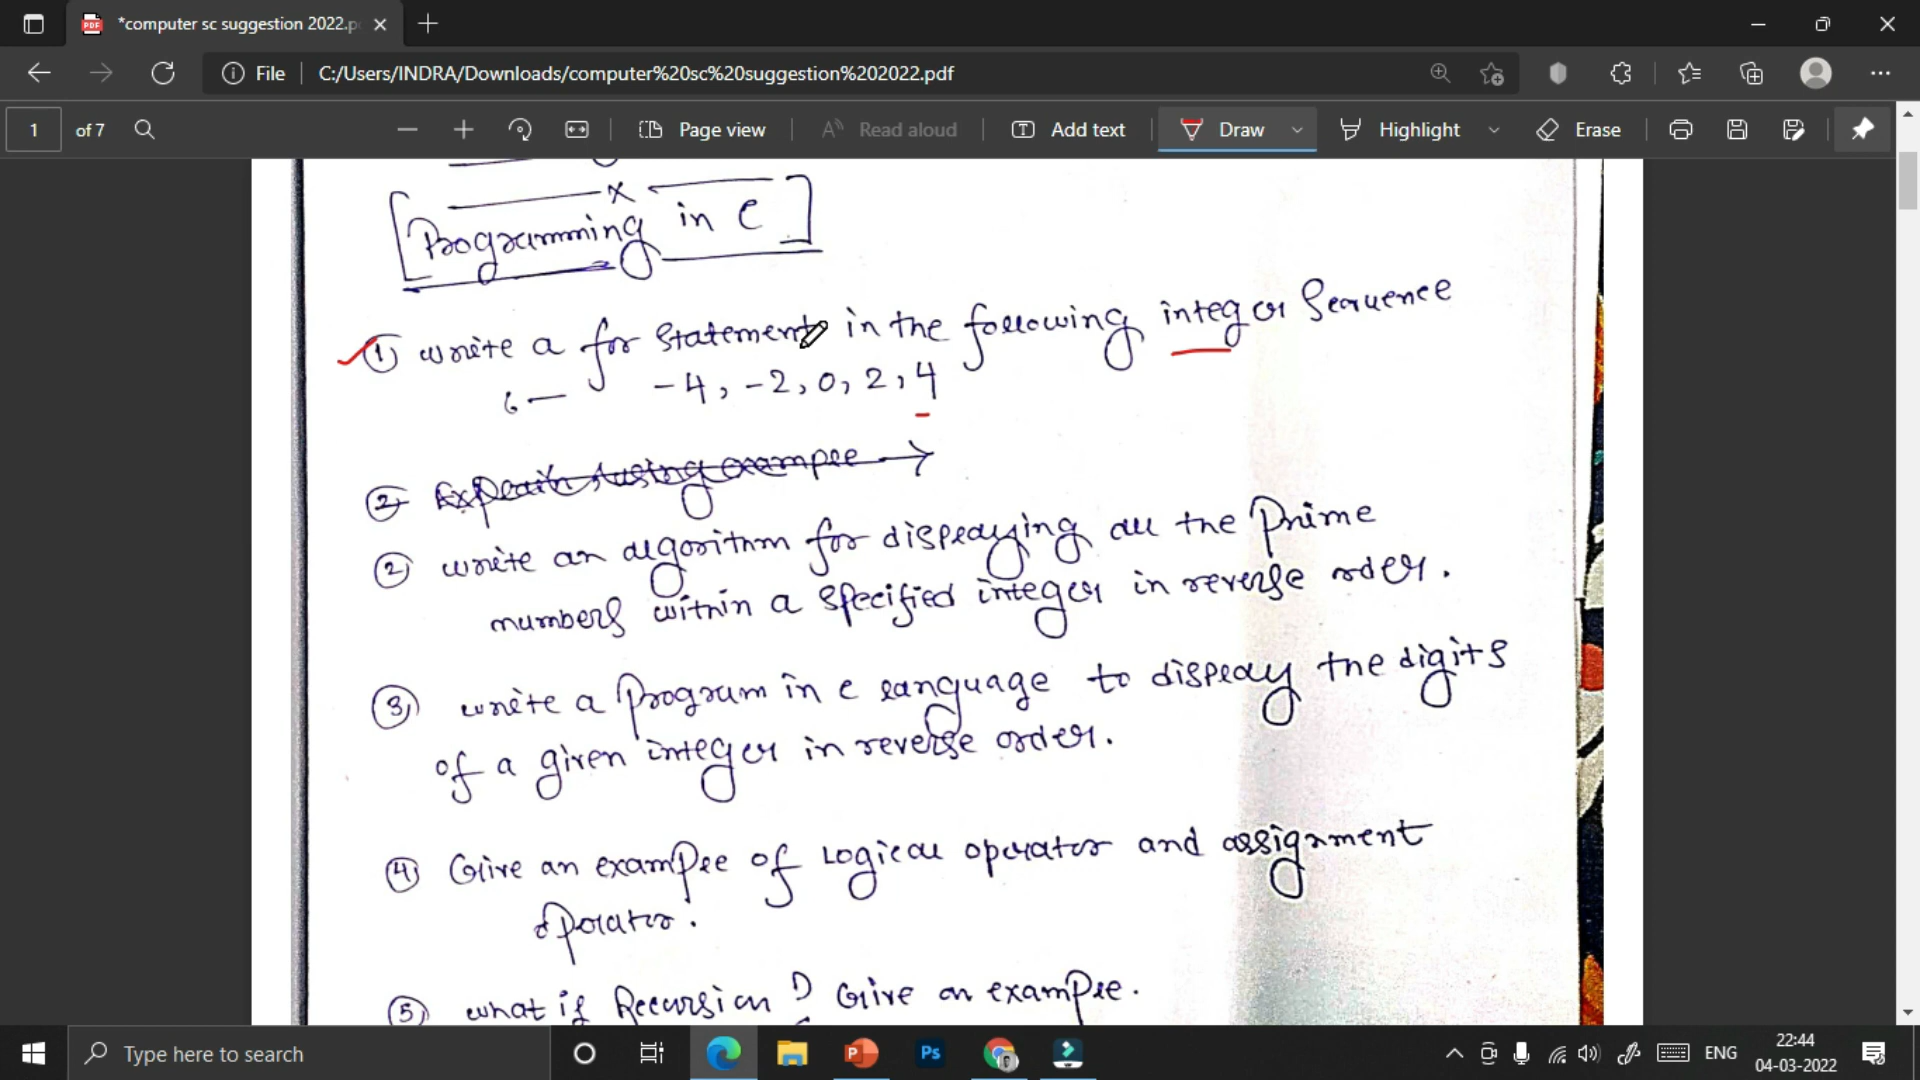 *computer sc suggestion 2022.p
File C:/Users/INDRA/Downloads/computer%20sc%20suggestion%202022.pdf
1 of 7 Page view Read aloud Add text Draw Highlight Erase
x
[Programming in C]
① write a for statement in the following integer sequence
-4, -2, 0, 2, 4
② Explain using example →
② write an algorithm for displaying all the Prime
numbers within a specified integer in reverse order.
③ write a program in c language to display the digits
of a given integer in reverse order.
④ Give an example of Logical operator and assignment
operator.
⑤ what is Recursion? Give an example.
Type here to search
P Ps ENG 22:44
04-03-2022